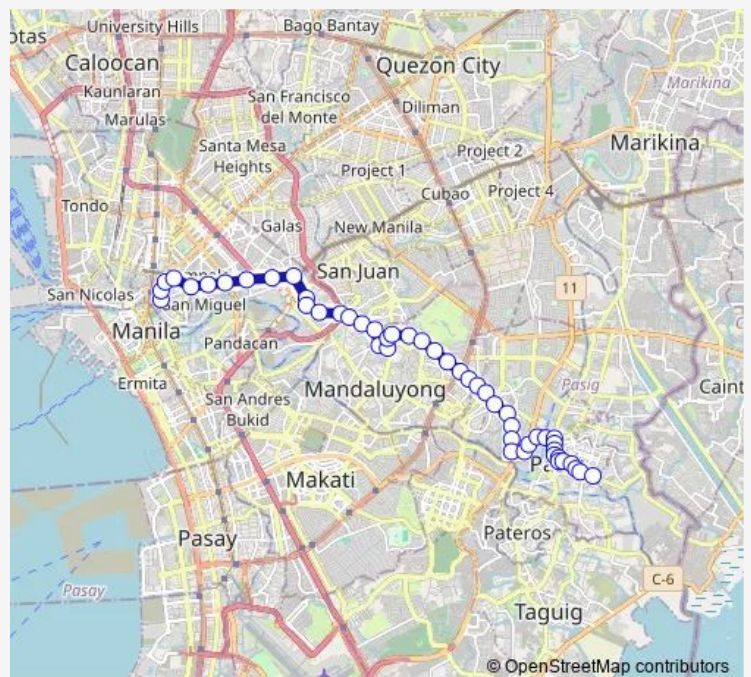 University Hills
Bago Bantay
otas
Caloocan
Quezon City
Kaunlaran
Marikina
San Francisco
del Monte
Diliman
Marulas
Santa Mesa
Heights
Project 2
Marikina
Project 1
Cubao
Project 4
Tondo
Galas
New Manila
San Juan
San Nicolas
San Miguel
11
Manila
Pandacan
Ermita
Mandaluyong
Pasig
Caint
San Andres
Bukid
Makati
Pasay
Pateros
Pasay
C-6
Taguig
© OpenStreetMap contributors